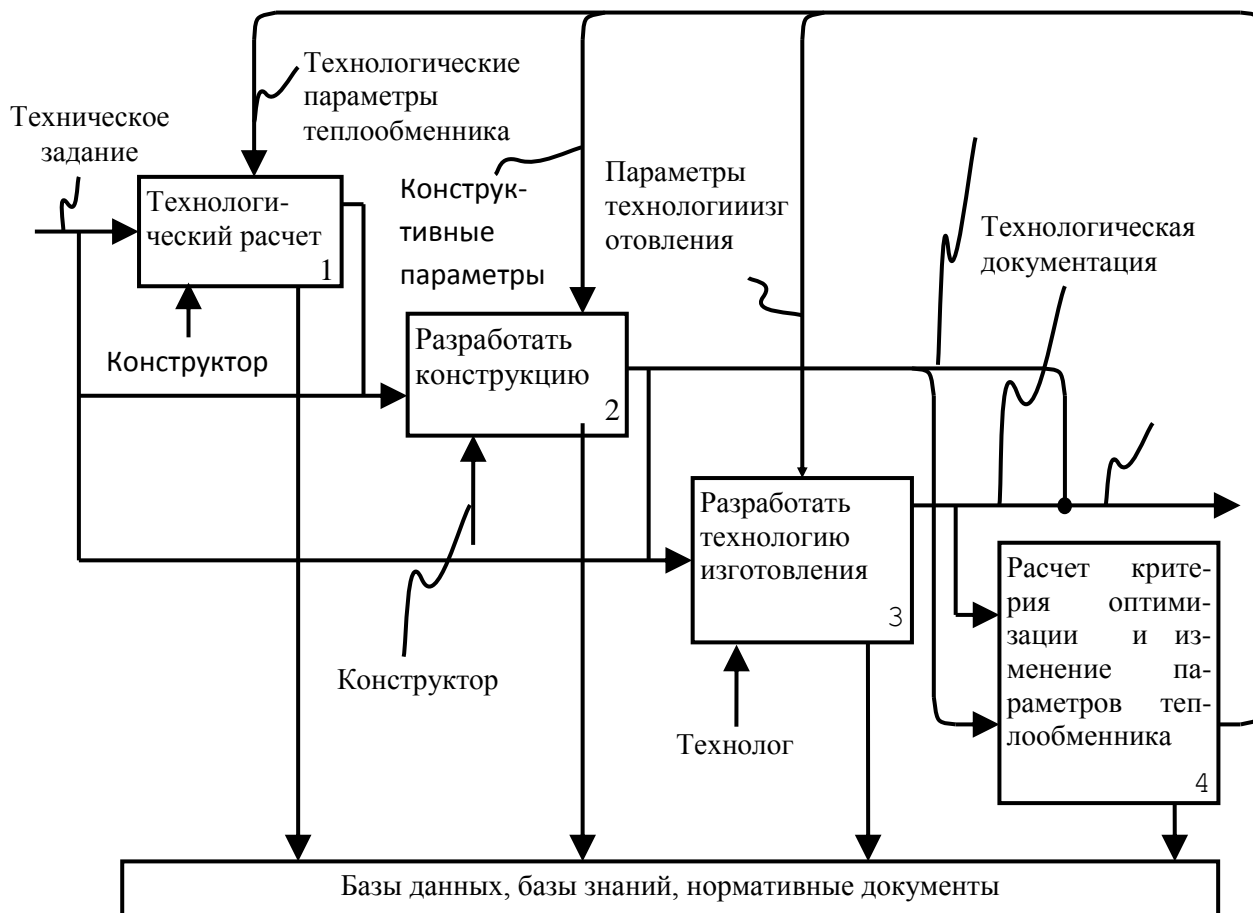 Технологические
параметры
теплообменника
Техническое
задание
Технологи-
ческий расчет
1
Конструктор
Конструк-
тивные
параметры
Параметры
технологииизг
отовления
Технологическая
документация
Разработать
конструкцию
2
Конструктор
Разработать
технологию
изготовления
3
Технолог
Расчет крите-
рия оптими-
зации и из-
менение па-
раметров теп-
лообменника
4
Базы данных, базы знаний, нормативные документы